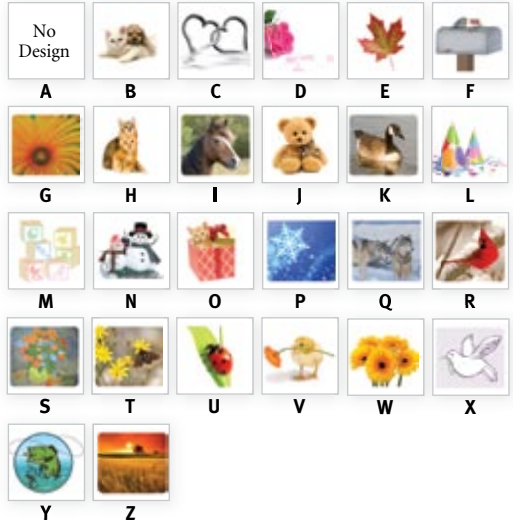 No
Design
A B C D E F
G H I J K L
M N O P Q R
S T U V W X
Y Z